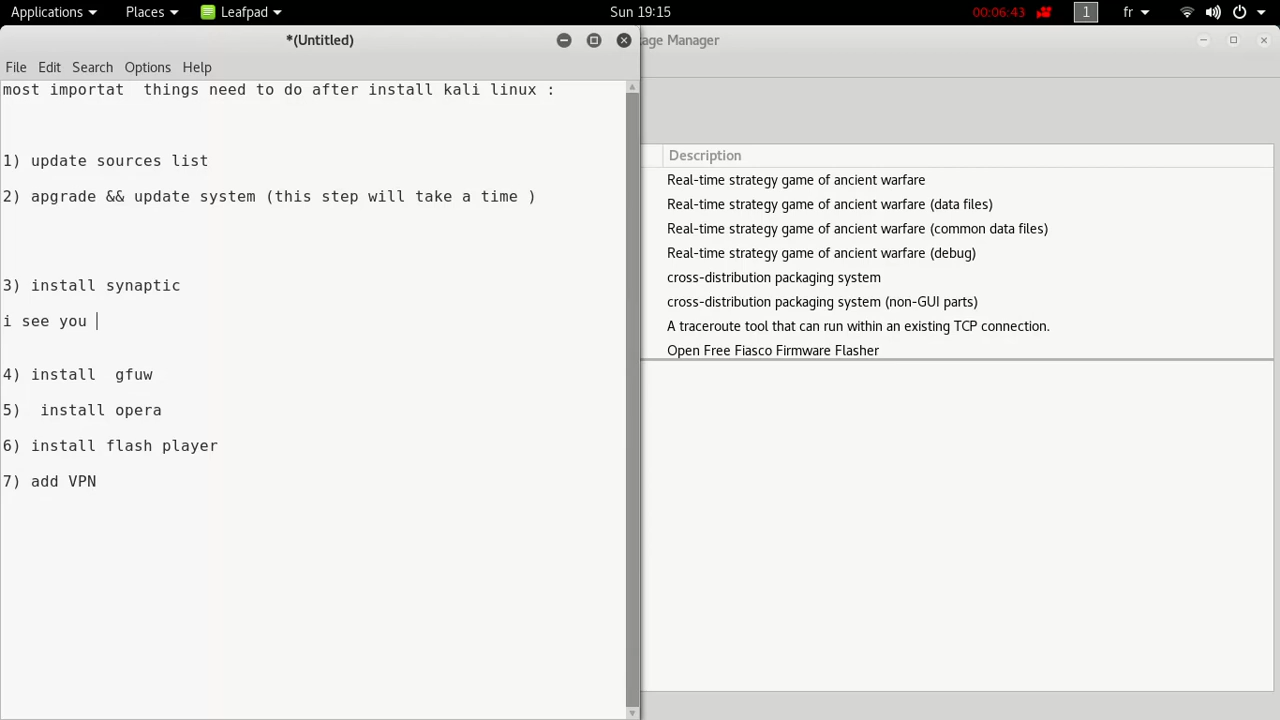 Applications Places Leafpad Sun 19:15 00:06:43 1 fr
*(Untitled)
File Edit Search Options Help
most importat  things need to do after install kali linux :
1) update sources list
2) apgrade && update system (this step will take a time )
3) install synaptic
i see you
4) install  gfuw
5)  install opera
6) install flash player
7) add VPN
Manager
Description
Real-time strategy game of ancient warfare
Real-time strategy game of ancient warfare (data files)
Real-time strategy game of ancient warfare (common data files)
Real-time strategy game of ancient warfare (debug)
cross-distribution packaging system
cross-distribution packaging system (non-GUI parts)
A traceroute tool that can run within an existing TCP connection.
Open Free Fiasco Firmware Flasher